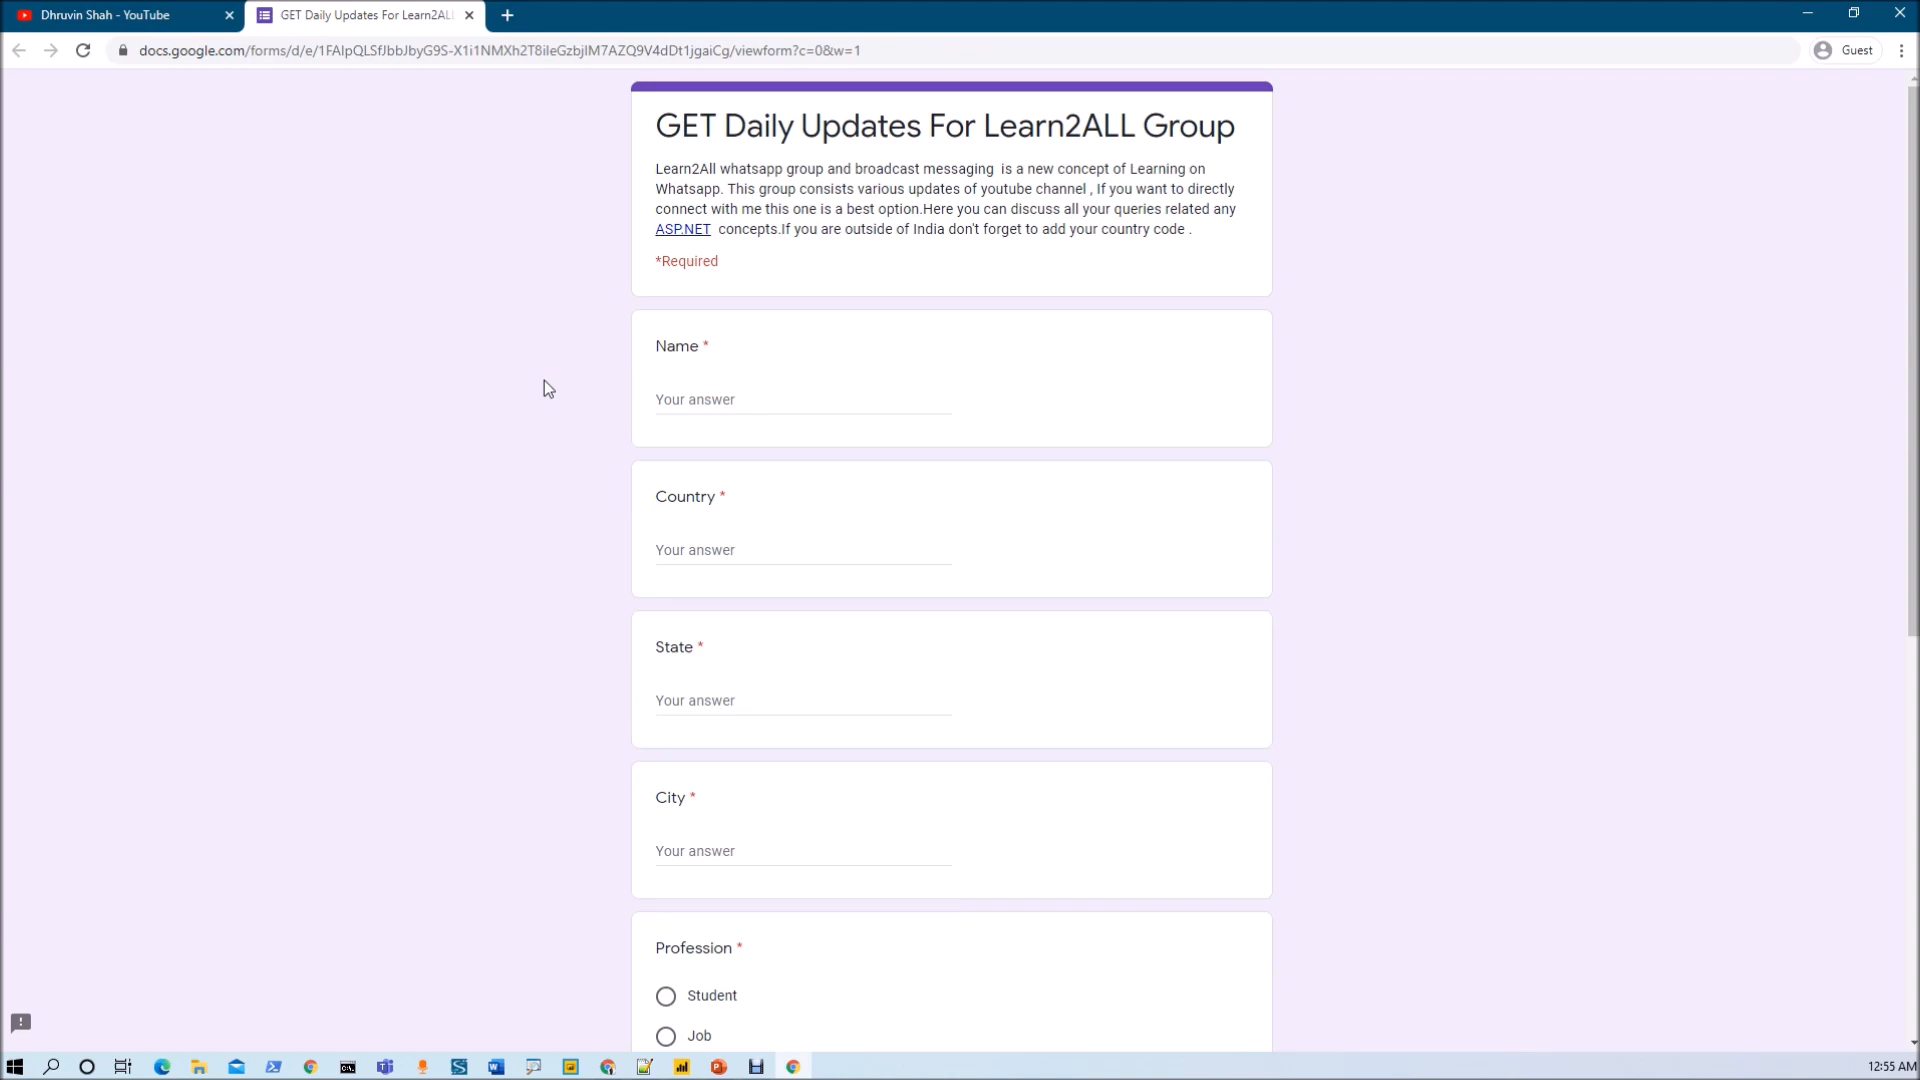 Dhruvin Shah - YouTube
GET Daily Updates For Learn2ALL
docs.google.com/forms/d/e/1FAIpQLSfJbbJbyG9S-X1i1NMXh2T8iIeGzbjIM7AZQ9V4dDt1jgaiCg/viewform?c=0&w=1
Guest
GET Daily Updates For Learn2ALL Group
Learn2All whatsapp group and broadcast messaging  is a new concept of Learning on
Whatsapp. This group consists various updates of youtube channel , If you want to directly
connect with me this one is a best option.Here you can discuss all your queries related any
ASP.NET  concepts.If you are outside of India don't forget to add your country code .
*Required
Name *
Your answer
Country *
Your answer
State *
Your answer
City *
Your answer
Profession *
Student
Job
12:55 AM